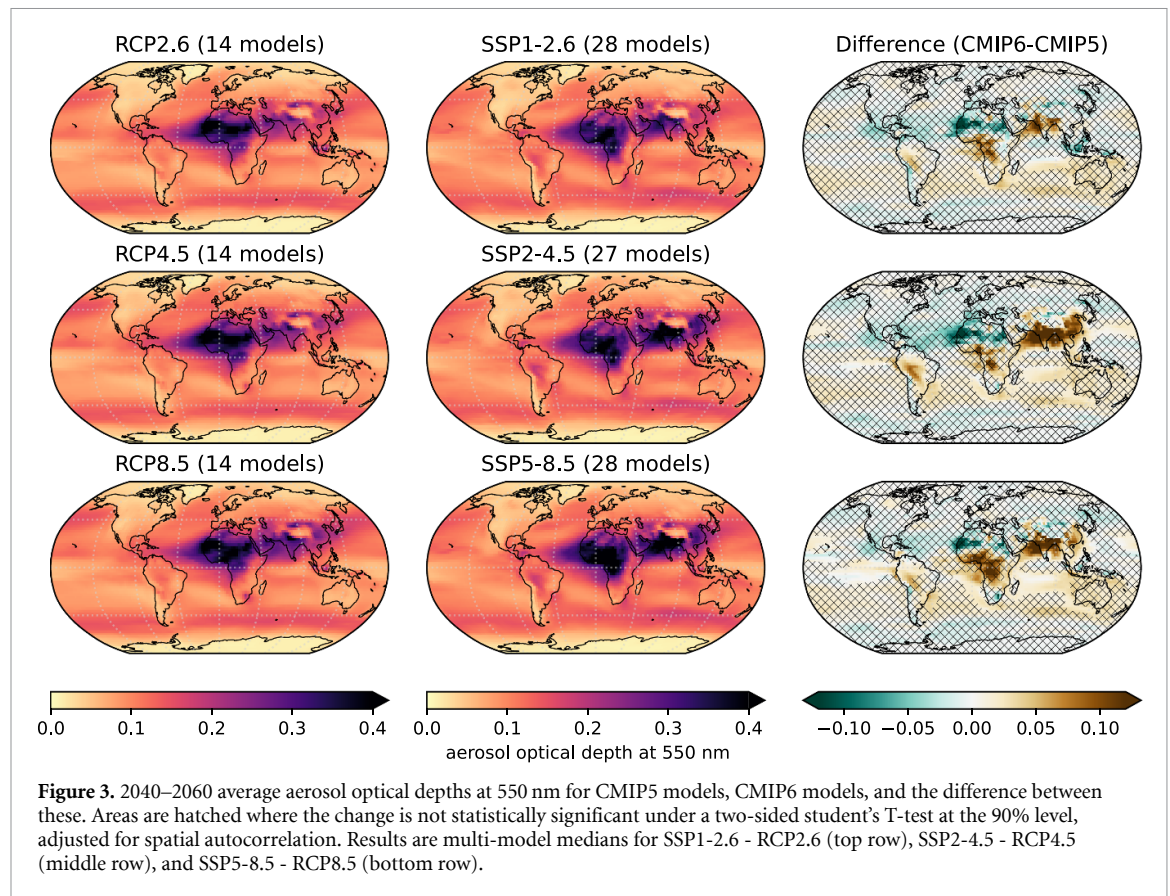 RCP2.6 (14 models) SSP1-2.6 (28 models) Difference (CMIP6-CMIP5)
RCP4.5 (14 models) SSP2-4.5 (27 models)
RCP8.5 (14 models) SSP5-8.5 (28 models)
0.0 0.1 0.2 0.3 0.4 0.0 0.1 0.2 0.3 0.4 −0.10 −0.05 0.00 0.05 0.10
aerosol optical depth at 550 nm
Figure 3. 2040–2060 average aerosol optical depths at 550 nm for CMIP5 models, CMIP6 models, and the difference between
these. Areas are hatched where the change is not statistically significant under a two-sided student's T-test at the 90% level,
adjusted for spatial autocorrelation. Results are multi-model medians for SSP1-2.6 - RCP2.6 (top row), SSP2-4.5 - RCP4.5
(middle row), and SSP5-8.5 - RCP8.5 (bottom row).